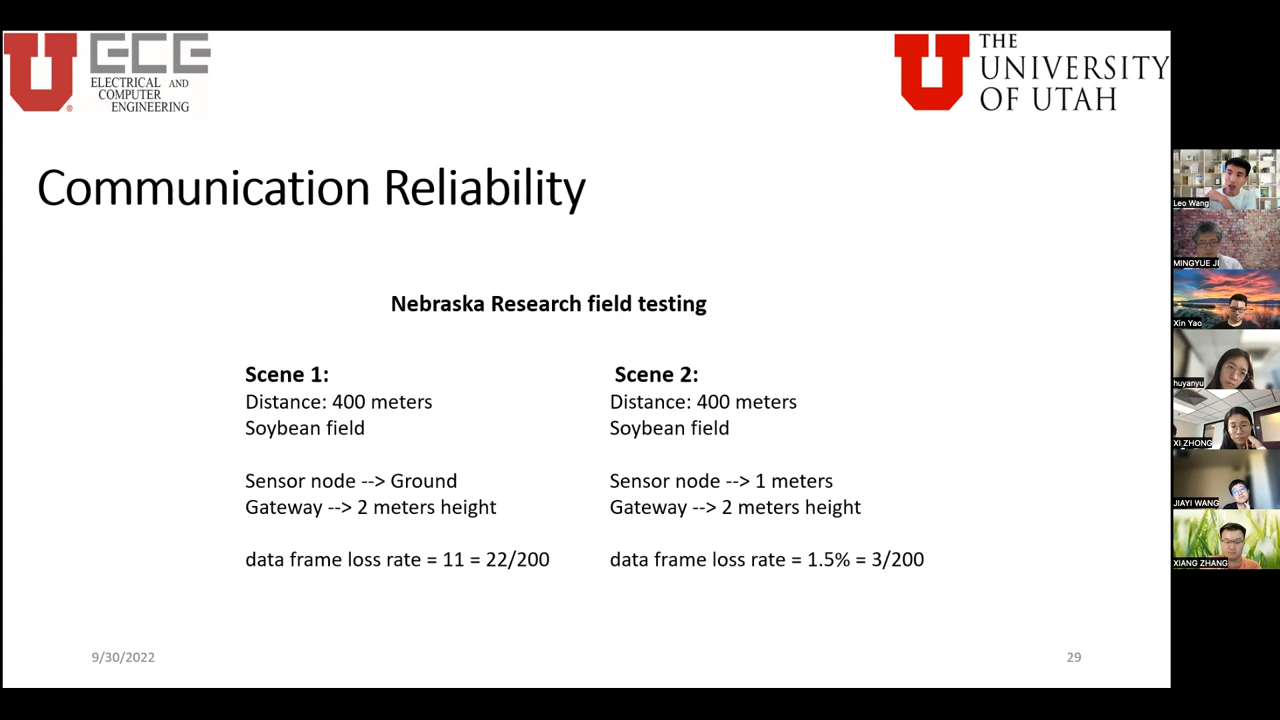 U ECE
ELECTRICAL AND
COMPUTER
ENGINEERING
®
U THE
UNIVERSITY
OF UTAH
Communication Reliability
Nebraska Research field testing
Scene 1:
Distance: 400 meters
Soybean field
Sensor node --> Ground
Gateway --> 2 meters height
data frame loss rate = 11 = 22/200
Scene 2:
Distance: 400 meters
Soybean field
Sensor node --> 1 meters
Gateway --> 2 meters height
data frame loss rate = 1.5% = 3/200
9/30/2022
29
Leo Wang
MINGYUE JI
Xin Yao
huyanyu
XI ZHONG
JIAYI WANG
XIANG ZHANG